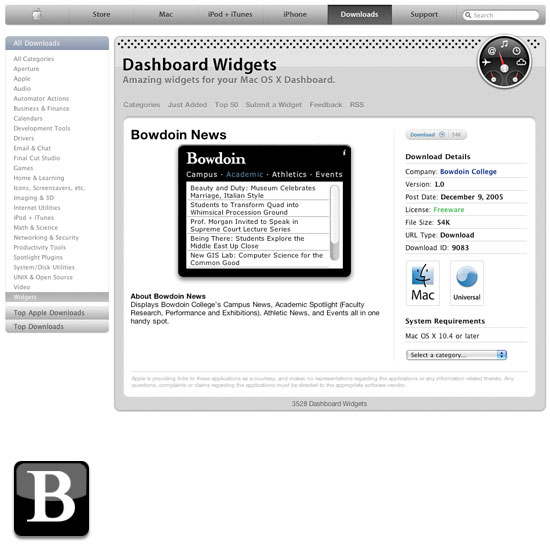 Store
Mac
iPod + iTunes
iPhone
Downloads
Support
Search
All Downloads
All Categories
Aperture
Apple
Audio
Automator Actions
Business & Finance
Calendars
Development Tools
Drivers
Email & Chat
Final Cut Studio
Games
Home & Learning
Icons, Screensavers, etc.
Imaging & 3D
Internet Utilities
iPod + iTunes
Math & Science
Networking & Security
Productivity Tools
Spotlight Plugins
System/Disk Utilities
UNIX & Open Source
Video
Widgets
Top Apple Downloads
Top Downloads
Dashboard Widgets
Amazing widgets for your Mac OS X Dashboard.
Categories
Just Added
Top 50
Submit a Widget
Feedback
RSS
Bowdoin News
Bowdoin
i
Campus · Academic · Athletics · Events
Beauty and Duty: Museum Celebrates
Marriage, Italian Style
Students to Transform Quad into
Whimsical Procession Ground
Prof. Morgan Invited to Speak in
Supreme Court Lecture Series
Being There: Students Explore the
Middle East Up Close
New GIS Lab: Computer Science for the
Common Good
About Bowdoin News
Displays Bowdoin College's Campus News, Academic Spotlight (Faculty
Research, Performance and Exhibitions), Athletic News, and Events all in one
handy spot.
Download
54K
Download Details
Company: Bowdoin College
Version: 1.0
Post Date: December 9, 2005
License: Freeware
File Size: 54K
URL Type: Download
Download ID: 9083
Mac
Universal
System Requirements
Mac OS X 10.4 or later
Select a category...
Apple is providing links to these applications as a courtesy, and makes no representations regarding the applications or any information related thereto. Any
questions, complaints or claims regarding the applications must be directed to the appropriate software vendor.
3528 Dashboard Widgets
B